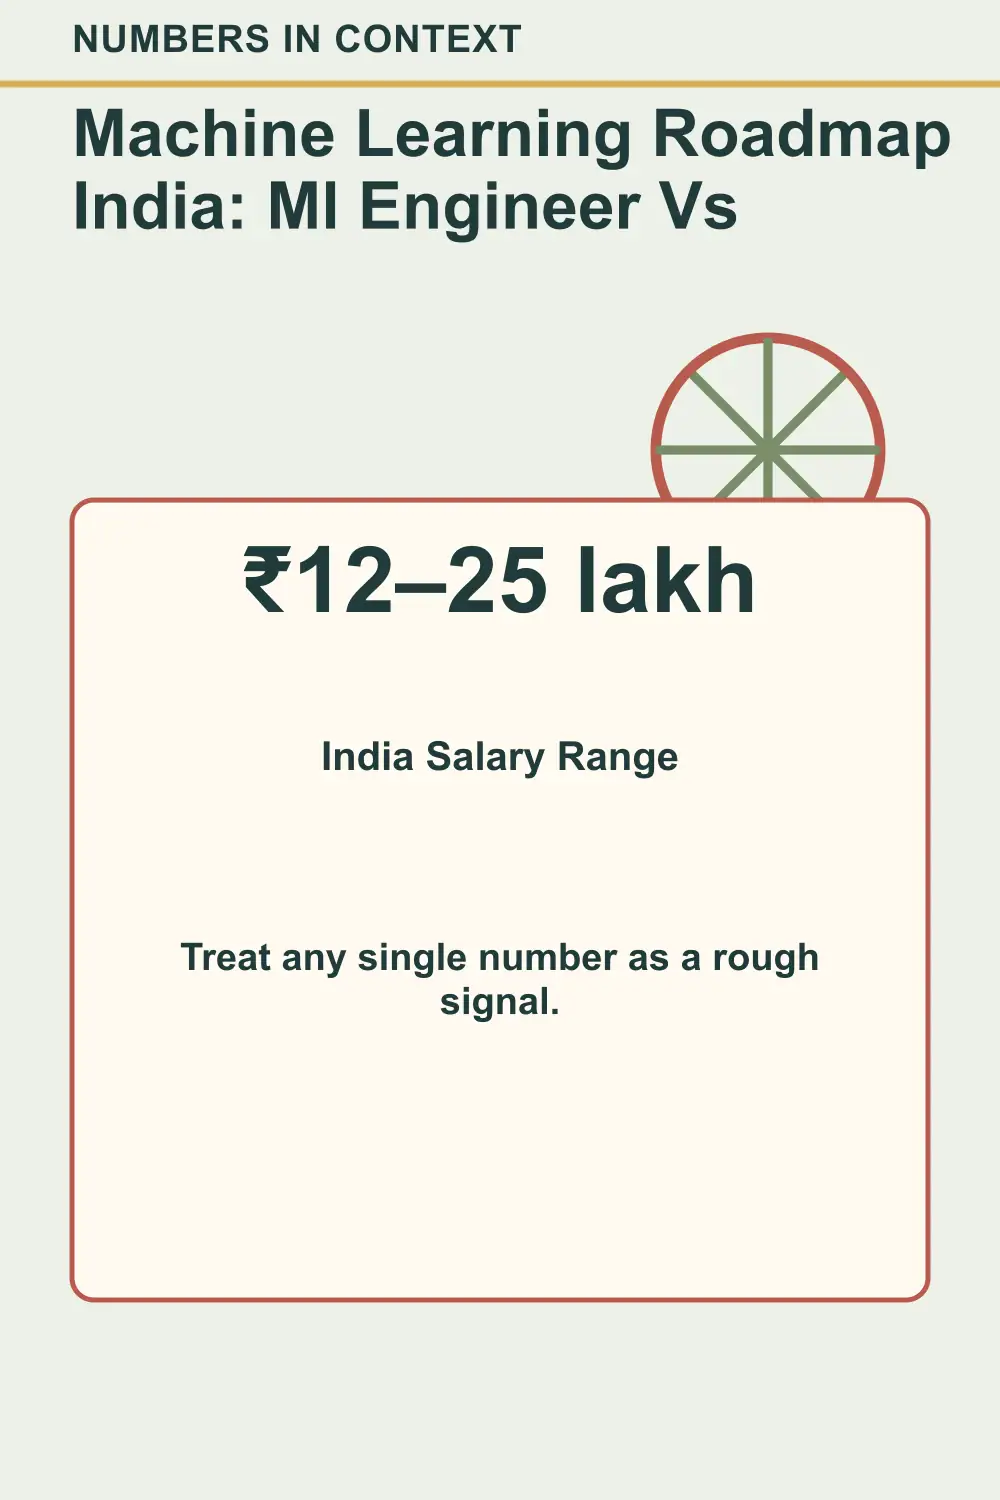 NUMBERS IN CONTEXT
Machine Learning Roadmap
India: Ml Engineer Vs
₹12–25 lakh
India Salary Range
Treat any single number as a rough
signal.